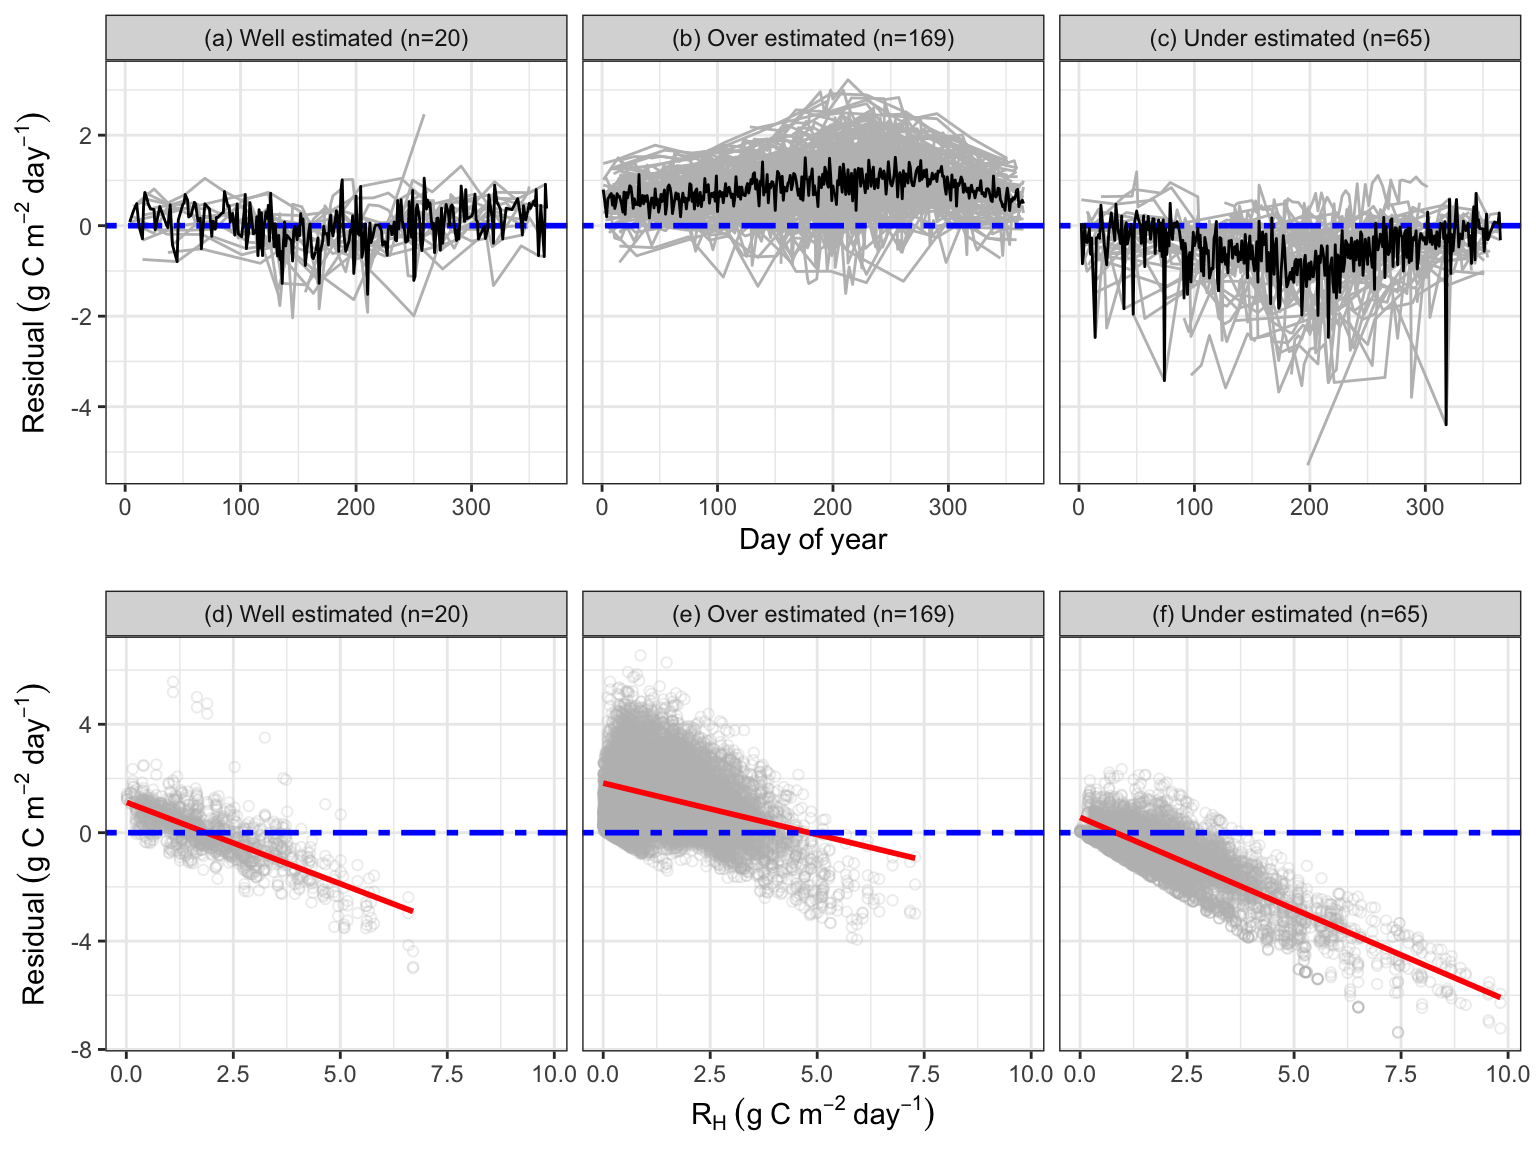 (a) Well estimated (n=20)
(b) Over estimated (n=169)
(c) Under estimated (n=65)
Residual (g C m⁻² day⁻¹)
2
0
-2
-4
0 100 200 300
0 100 200 300
0 100 200 300
Day of year
(d) Well estimated (n=20)
(e) Over estimated (n=169)
(f) Under estimated (n=65)
Residual (g C m⁻² day⁻¹)
4
0
-4
-8
0.0 2.5 5.0 7.5 10.0
0.0 2.5 5.0 7.5 10.0
0.0 2.5 5.0 7.5 10.0
R_H (g C m⁻² day⁻¹)